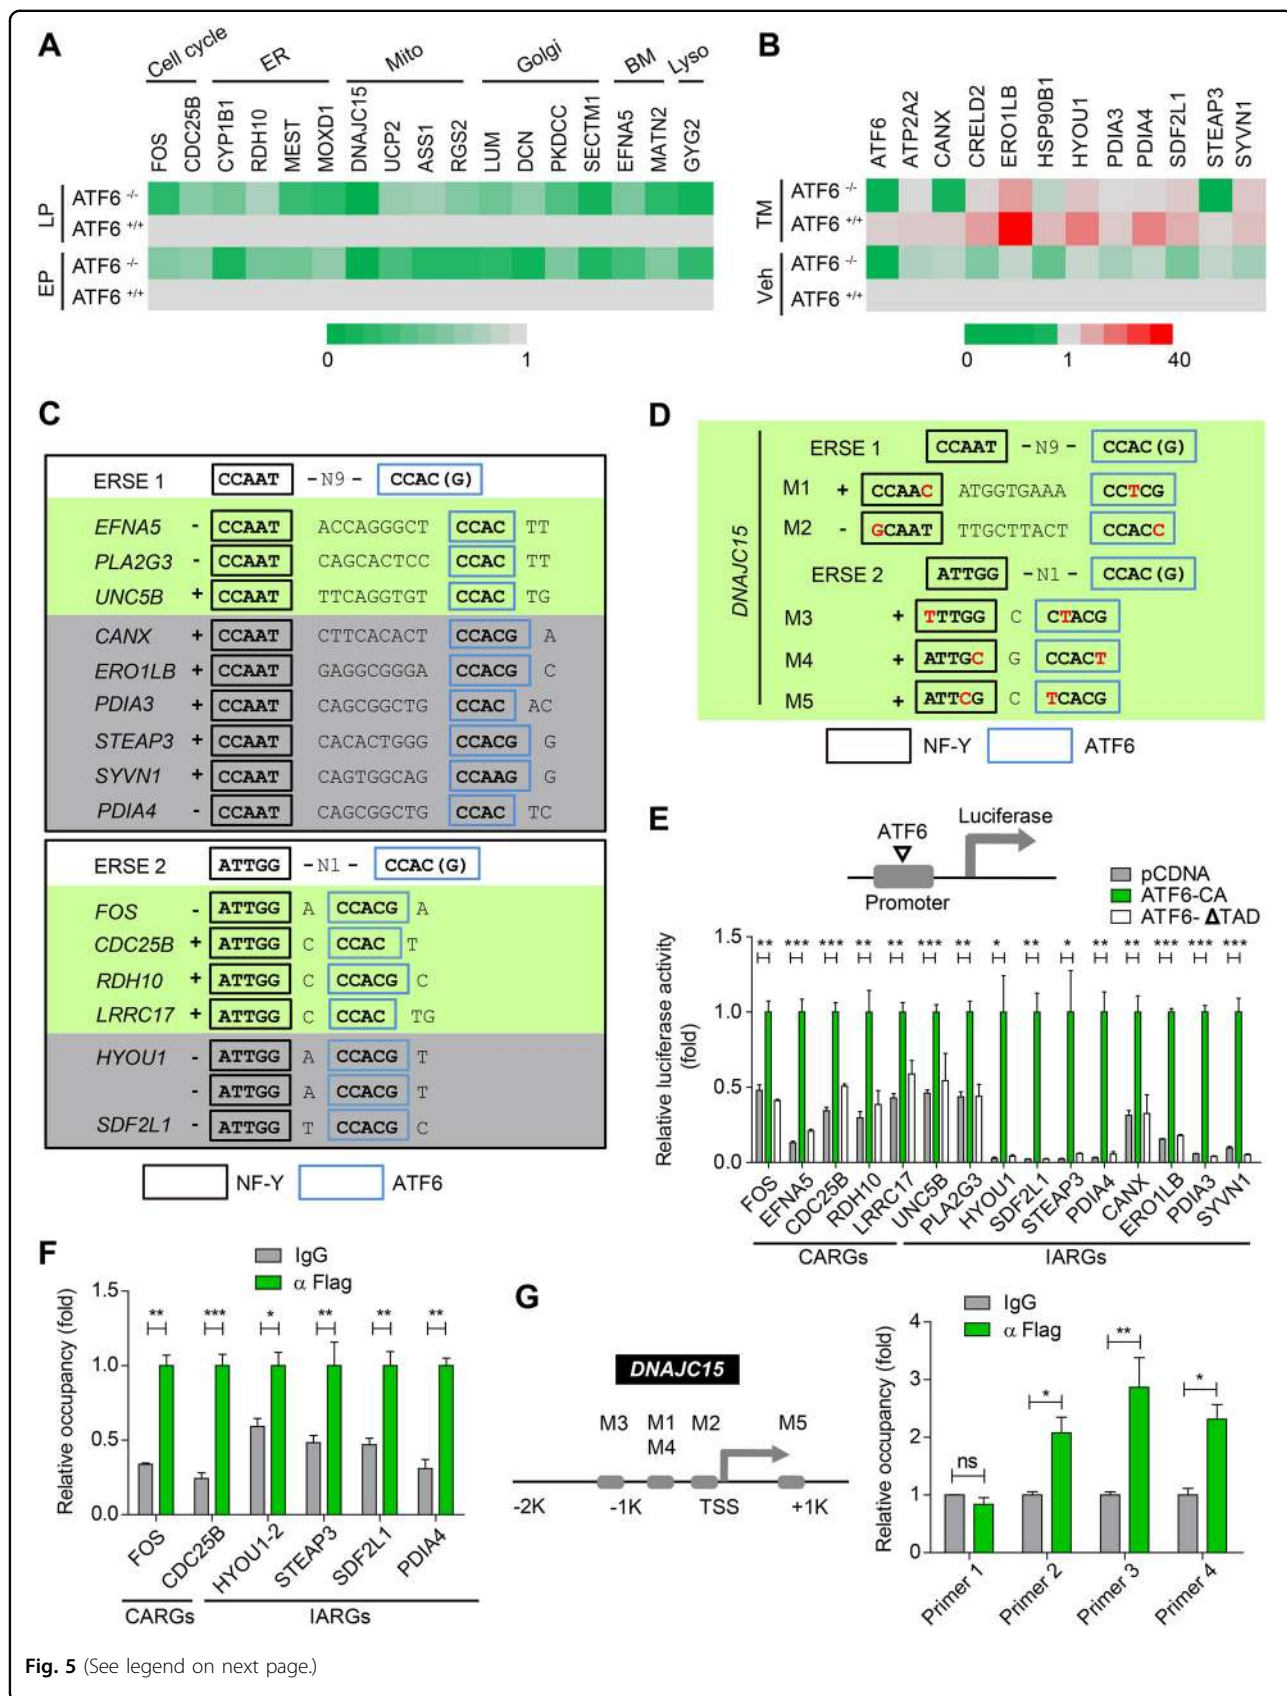 A
Cell cycle ER Mito Golgi BM Lyso
FOS CDC25B CYP1B1 RDH10 MEST MOXD1 DNAJC15 UCP2 ASS1 RGS2 LUM DCN PKDCC SECTM1 EFNA5 MATN2 GYG2
LP
ATF6 -/-
ATF6 +/+
EP
ATF6 -/-
ATF6 +/+
0 1
B
ATF6 ATP2A2 CANX CRELD2 ERO1LB HSP90B1 HYOU1 PDIA3 PDIA4 SDF2L1 STEAP3 SYVN1
TM
ATF6 -/-
ATF6 +/+
Veh
ATF6 -/-
ATF6 +/+
0 1 40
C
ERSE 1 CCAAT -N9- CCAC(G)
EFNA5 - CCAAT ACCAGGGCT CCAC TT
PLA2G3 - CCAAT CAGCACTCC CCAC TT
UNC5B + CCAAT TTCAGGTGT CCAC TG
CANX + CCAAT CTTCACACT CCACG A
ERO1LB + CCAAT GAGGCGGGA CCACG C
PDIA3 + CCAAT CAGCGGCTG CCAC AC
STEAP3 + CCAAT CACACTGGG CCACG G
SYVN1 + CCAAT CAGTGGCAG CCAAG G
PDIA4 - CCAAT CAGCGGCTG CCAC TC
ERSE 2 ATTGG -N1- CCAC(G)
FOS - ATTGG A CCACG A
CDC25B + ATTGG C CCAC T
RDH10 + ATTGG C CCACG C
LRRC17 + ATTGG C CCAC TG
HYOU1 - ATTGG A CCACG T
- ATTGG A CCACG T
SDF2L1 - ATTGG T CCACG C
NF-Y ATF6
D
DNAJC15
ERSE 1 CCAAT -N9- CCAC(G)
M1 + CCAAC ATGGTGAAA CCTCG
M2 - GCAAT TTGCTTACT CCACC
ERSE 2 ATTGG -N1- CCAC(G)
M3 + TTTGG C CTACG
M4 + ATTGC G CCACT
M5 + ATTCG C TCACG
NF-Y ATF6
E
ATF6
Luciferase
Promoter
pCDNA
ATF6-CA
ATF6- ΔTAD
Relative luciferase activity
(fold)
1.5
1.0
0.5
0.0
** *** *** ** ** *** ** * ** * ** ** *** *** ***
FOS EFNA5 CDC25B RDH10 LRRC17 UNC5B PLA2G3 HYOU1 SDF2L1 STEAP3 PDIA4 CANX ERO1LB PDIA3 SYVN1
CARGs IARGs
F
IgG
α Flag
Relative occupancy (fold)
1.5
1.0
0.5
0.0
** *** * ** ** **
FOS CDC25B HYOU1-2 STEAP3 SDF2L1 PDIA4
CARGs IARGs
G
DNAJC15
M3 M1 M2 M5
M4
-2K -1K TSS +1K
IgG
α Flag
Relative occupancy (fold)
4
3
2
1
0
ns * ** *
Primer 1 Primer 2 Primer 3 Primer 4
Fig. 5 (See legend on next page.)